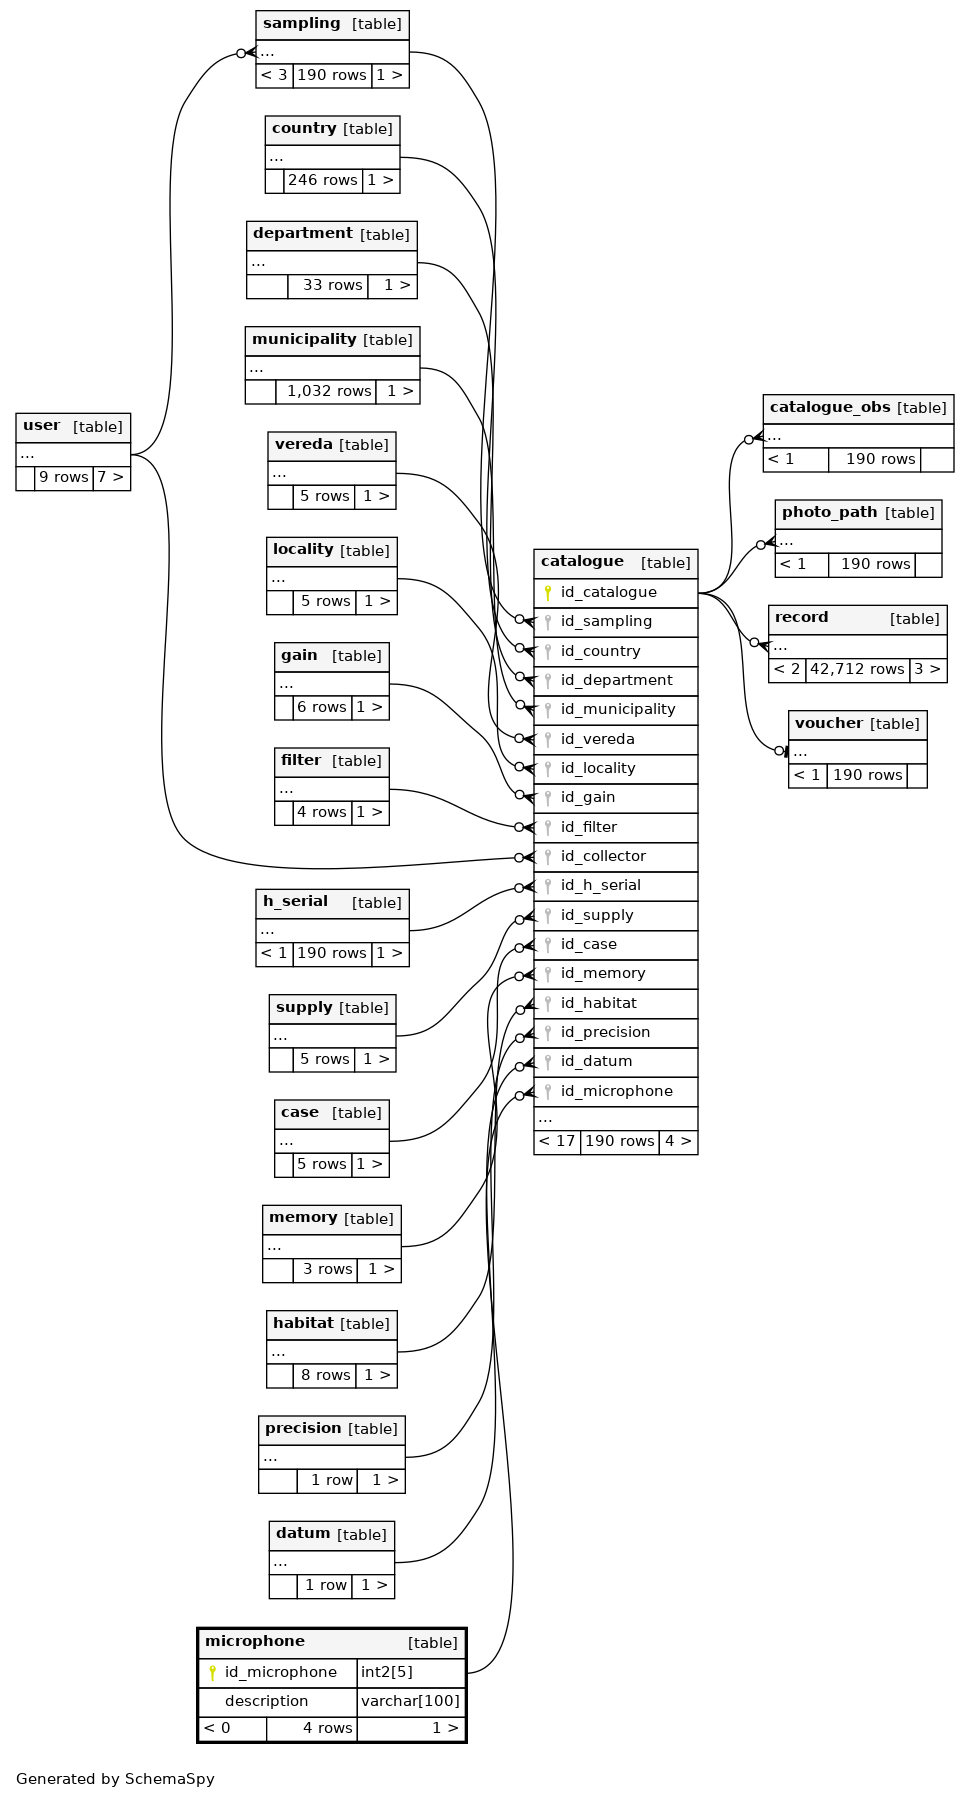 sampling [table]
...
< 3 190 rows 1 >
country [table]
...
246 rows 1 >
department [table]
...
33 rows 1 >
municipality [table]
...
1,032 rows 1 >
user [table]
...
9 rows 7 >
vereda [table]
...
5 rows 1 >
locality [table]
...
5 rows 1 >
gain [table]
...
6 rows 1 >
filter [table]
...
4 rows 1 >
h_serial [table]
...
< 1 190 rows 1 >
supply [table]
...
5 rows 1 >
case [table]
...
5 rows 1 >
memory [table]
...
3 rows 1 >
habitat [table]
...
8 rows 1 >
precision [table]
...
1 row 1 >
datum [table]
...
1 row 1 >
microphone [table]
id_microphone int2[5]
description varchar[100]
< 0 4 rows 1 >
catalogue [table]
id_catalogue
id_sampling
id_country
id_department
id_municipality
id_vereda
id_locality
id_gain
id_filter
id_collector
id_h_serial
id_supply
id_case
id_memory
id_habitat
id_precision
id_datum
id_microphone
...
< 17 190 rows 4 >
catalogue_obs [table]
...
< 1 190 rows
photo_path [table]
...
< 1 190 rows
record [table]
...
< 2 42,712 rows 3 >
voucher [table]
...
< 1 190 rows
Generated by SchemaSpy